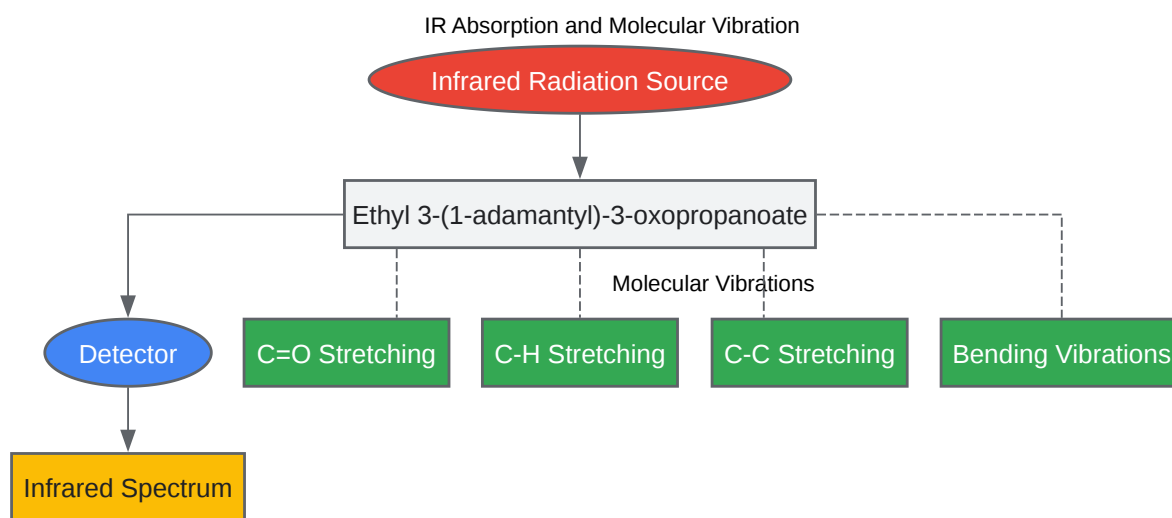 IR Absorption and Molecular Vibration
Infrared Radiation Source
Ethyl 3-(1-adamantyl)-3-oxopropanoate
Molecular Vibrations
Detector
C=O Stretching
C-H Stretching
C-C Stretching
Bending Vibrations
Infrared Spectrum